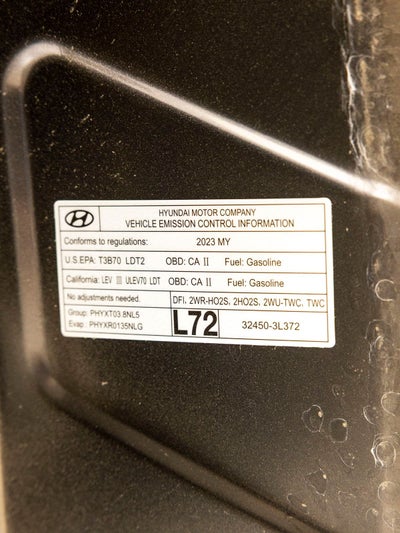 HYUNDAI MOTOR COMPANY
VEHICLE EMISSION CONTROL INFORMATION
Conforms to regulations: 2023 MY
U.S.EPA: T3B70 LDT2 OBD: CA II Fuel: Gasoline
California: LEV III ULEV70 LDT OBD: CA II Fuel: Gasoline
No adjustments needed. DFI, 2WR-HO2S, 2HO2S, 2WU-TWC, TWC
Group: PHYXT03.8NL5
Evap: PHYXR0135NLG
L72 32450-3L372